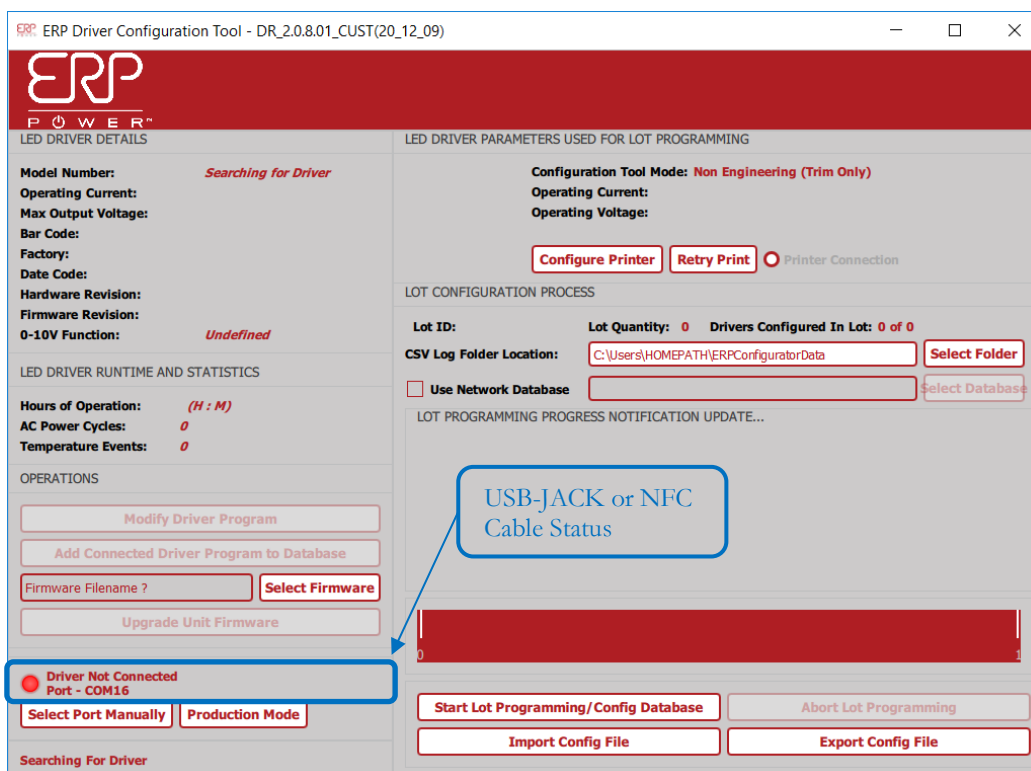 ERP Driver Configuration Tool - DR_2.0.8.01_CUST(20_12_09)
ERP
POWER™
LED DRIVER DETAILS
Model Number: Searching for Driver
Operating Current:
Max Output Voltage:
Bar Code:
Factory:
Date Code:
Hardware Revision:
Firmware Revision:
0-10V Function: Undefined
LED DRIVER RUNTIME AND STATISTICS
Hours of Operation: (H : M)
AC Power Cycles: 0
Temperature Events: 0
OPERATIONS
Modify Driver Program
Add Connected Driver Program to Database
Firmware Filename ? Select Firmware
Upgrade Unit Firmware
Driver Not Connected
Port - COM16
Select Port Manually Production Mode
Searching For Driver
LED DRIVER PARAMETERS USED FOR LOT PROGRAMMING
Configuration Tool Mode: Non Engineering (Trim Only)
Operating Current:
Operating Voltage:
Configure Printer Retry Print Printer Connection
LOT CONFIGURATION PROCESS
Lot ID: Lot Quantity: 0 Drivers Configured In Lot: 0 of 0
CSV Log Folder Location: C:\Users\HOMEPATH\ERPConfiguratorData Select Folder
Use Network Database Select Database
LOT PROGRAMMING PROGRESS NOTIFICATION UPDATE...
USB-JACK or NFC
Cable Status
0 1
Start Lot Programming/Config Database Abort Lot Programming
Import Config File Export Config File